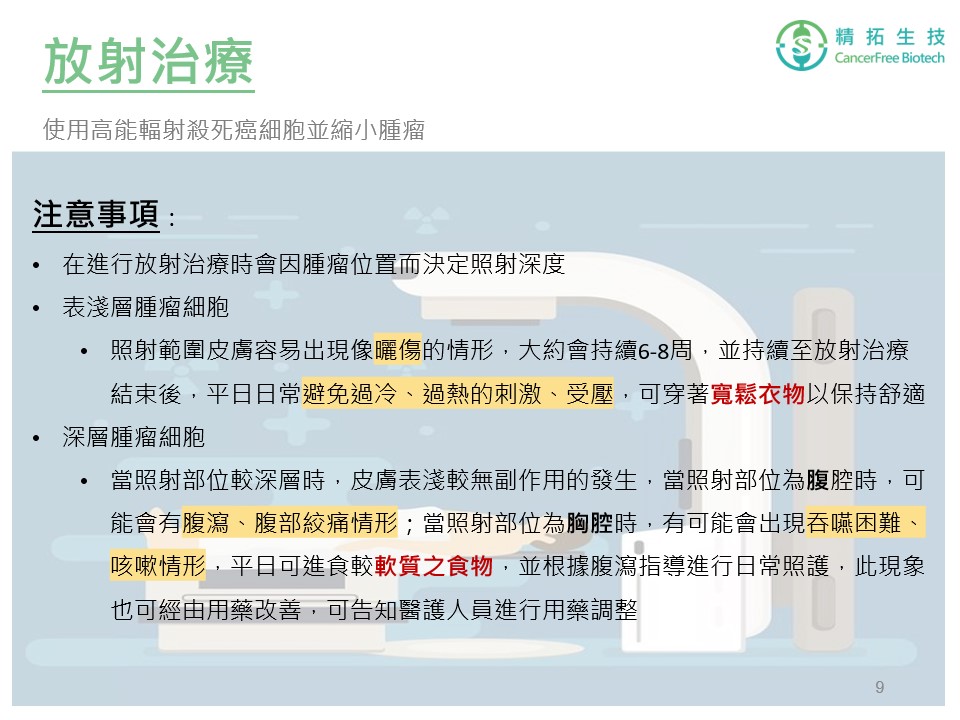 放射治療
精拓生技
CancerFree Biotech
使用高能輻射殺死癌細胞並縮小腫瘤
注意事項：
• 在進行放射治療時會因腫瘤位置而決定照射深度
• 表淺層腫瘤細胞
• 照射範圍皮膚容易出現像曬傷的情形，大約會持續6-8周，並持續至放射治療
結束後，平日日常避免過冷、過熱的刺激、受壓，可穿著寬鬆衣物以保持舒適
• 深層腫瘤細胞
• 當照射部位較深層時，皮膚表淺較無副作用的發生，當照射部位為腹腔時，可
能會有腹瀉、腹部絞痛情形；當照射部位為胸腔時，有可能會出現吞嚥困難、
咳嗽情形，平日可進食較軟質之食物，並根據腹瀉指導進行日常照護，此現象
也可經由用藥改善，可告知醫護人員進行用藥調整
9